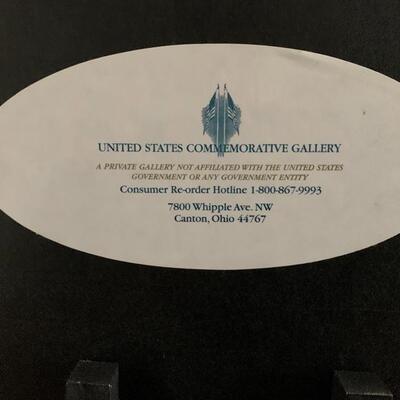 UNITED STATES COMMEMORATIVE GALLERY
A PRIVATE GALLERY NOT AFFILIATED WITH THE UNITED STATES
GOVERNMENT OR ANY GOVERNMENT ENTITY
Consumer Re-order Hotline 1-800-867-9993
7800 Whipple Ave. NW
Canton, Ohio 44767